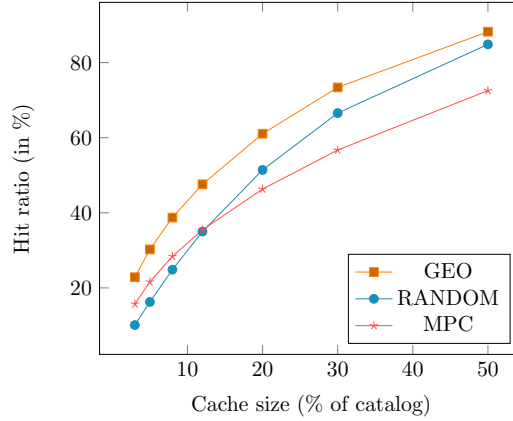 Hit ratio (in %)
80
60
40
20
10
20
30
40
50
Cache size (% of catalog)
GEO
RANDOM
MPC